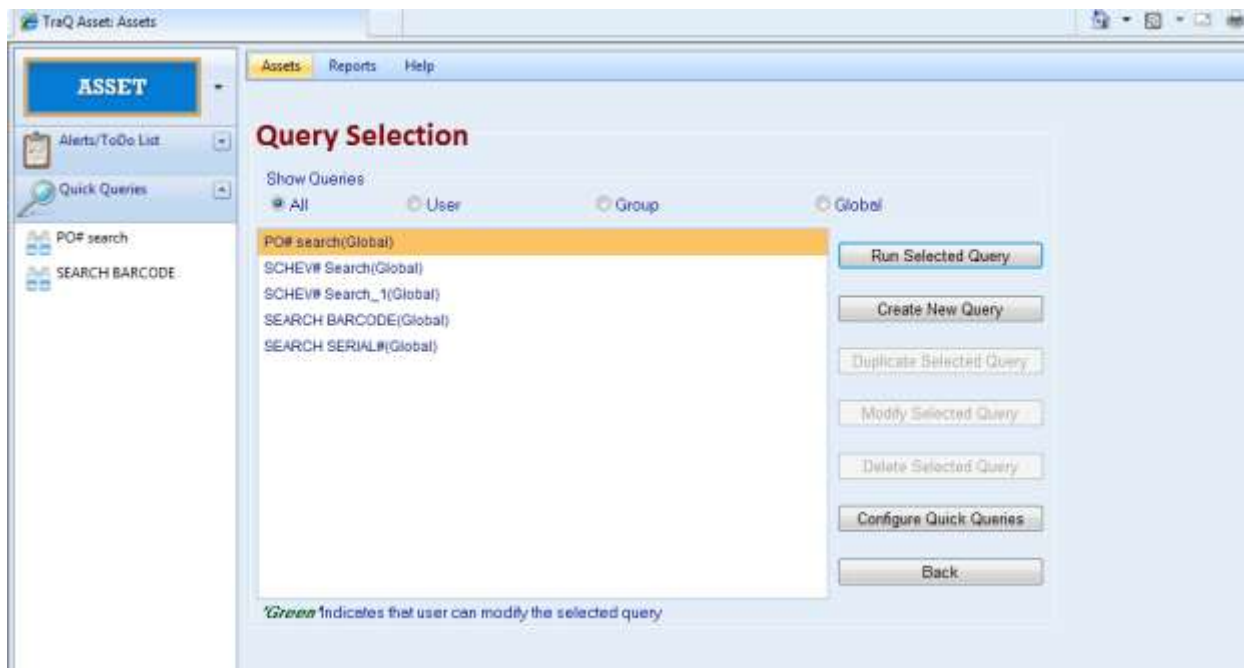 TraQ Asset: Assets
ASSET
Alerts/ToDo List
Quick Queries
PO# search
SEARCH BARCODE
Assets Reports Help
Query Selection
Show Queries
All User Group Global
PO# search(Global)
SCHEV# Search(Global)
SCHEV# Search_1(Global)
SEARCH BARCODE(Global)
SEARCH SERIAL#(Global)
Run Selected Query
Create New Query
Duplicate Selected Query
Modify Selected Query
Delete Selected Query
Configure Quick Queries
Back
'Green'Indicates that user can modify the selected query